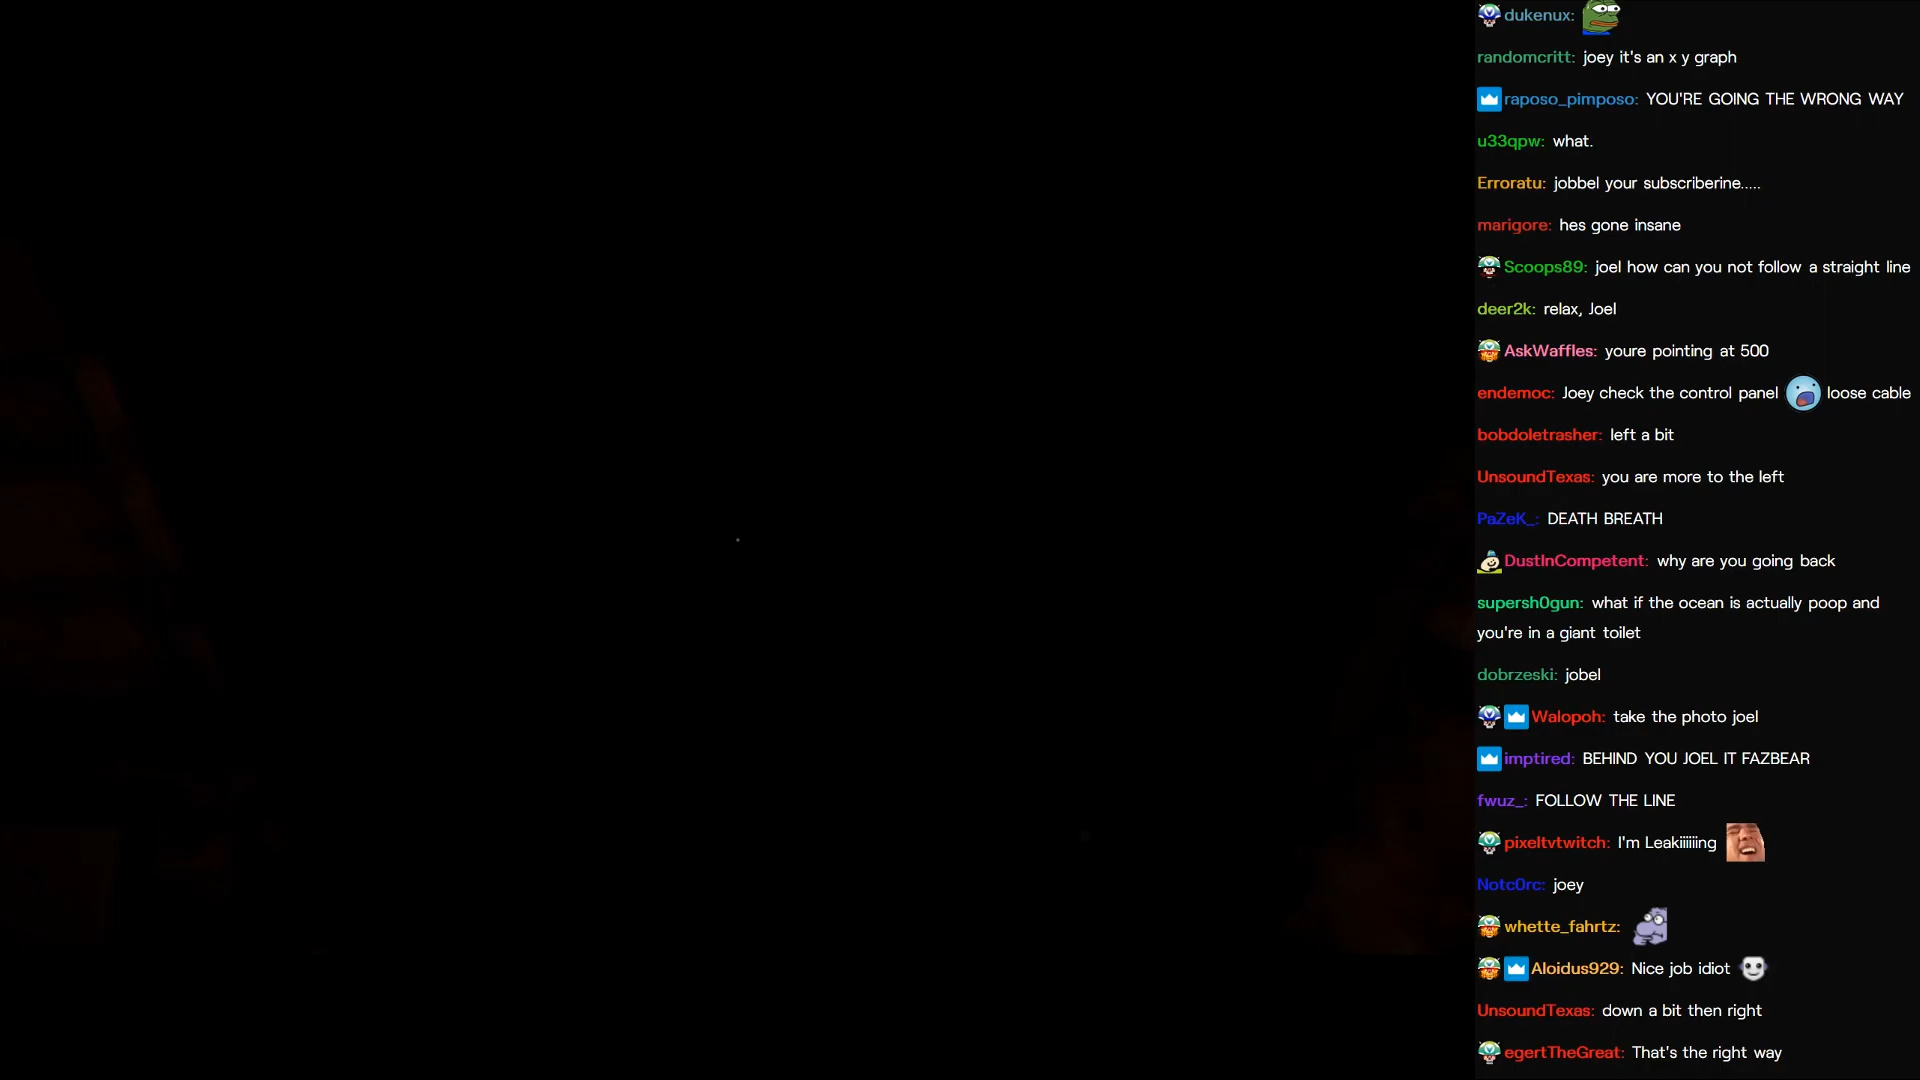 dukenux:
randomcritt: joey it's an x y graph
raposo_pimposo: YOU'RE GOING THE WRONG WAY
u33qpw: what.
Erroratu: jobbel your subscriberine.....
marigore: hes gone insane
Scoops89: joel how can you not follow a straight line
deer2k: relax, Joel
AskWaffles: youre pointing at 500
endemoc: Joey check the control panel loose cable
bobdoletrasher: left a bit
UnsoundTexas: you are more to the left
PaZeK_: DEATH BREATH
DustInCompetent: why are you going back
supersh0gun: what if the ocean is actually poop and
you're in a giant toilet
dobrzeski: jobel
Walopoh: take the photo joel
imptired: BEHIND YOU JOEL IT FAZBEAR
fwuz_: FOLLOW THE LINE
pixeltvtwitch: I'm Leakiiiiiing
Notc0rc: joey
whette_fahrtz:
Aloidus929: Nice job idiot
UnsoundTexas: down a bit then right
egertTheGreat: That's the right way